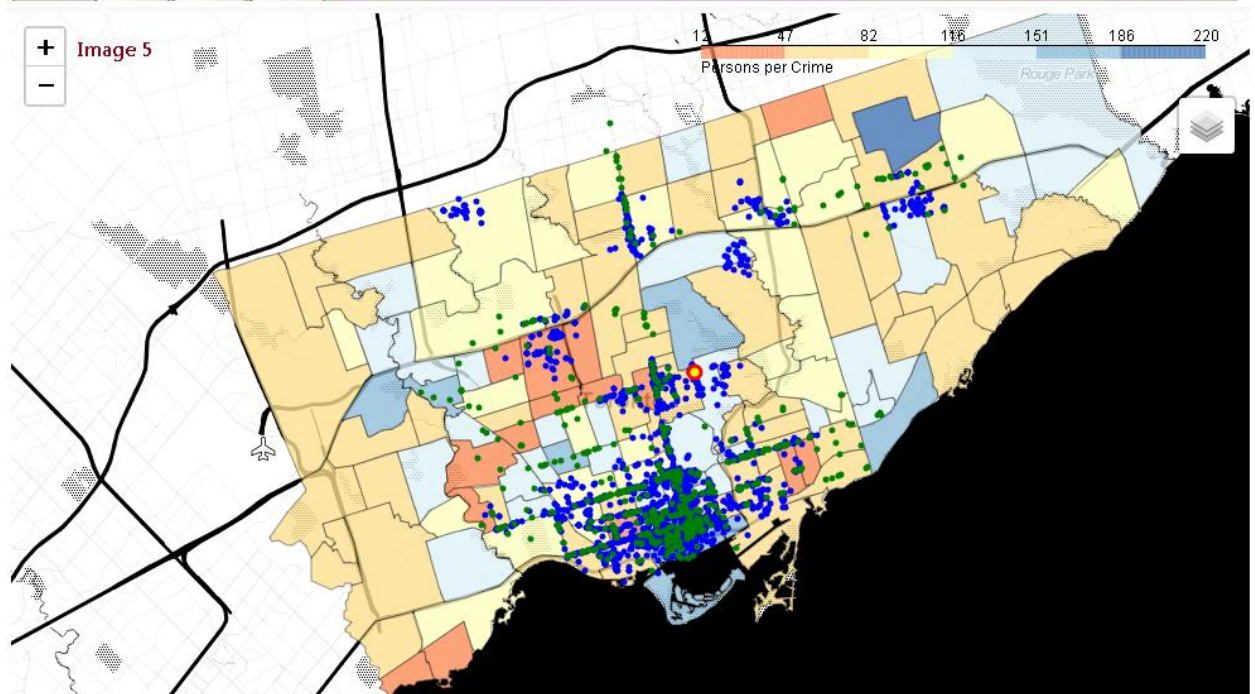 +
Image 5
−
12 47 82 116 151 186 220
Persons per Crime
Rouge Park